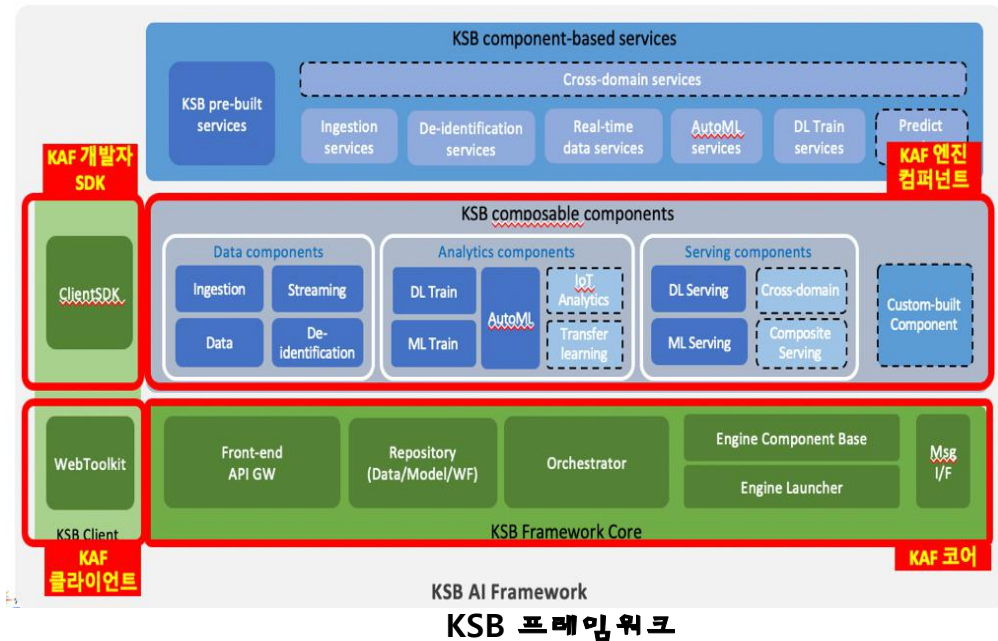 KSB component-based services
Cross-domain services
KSB pre-built
services
Ingestion
services
De-identification
services
Real-time
data services
AutoML
services
DL Train
services
Predict
KAF 개발자
SDK
KAF 엔진
컴퍼넌트
KSB composable components
ClientSDK
Data components
Ingestion
Streaming
Data
De-
identification
Analytics components
DL Train
ML Train
AutoML
IoT
Analytics
Transfer
learning
Serving components
DL Serving
Cross-domain
ML Serving
Composite
Serving
Custom-built
Component
WebToolkit
KSB Client
Front-end
API GW
Repository
(Data/Model/WF)
Orchestrator
Engine Component Base
Engine Launcher
Msg
I/F
KSB Framework Core
KAF
클라이언트
KAF 코어
KSB AI Framework
KSB 프레임워크